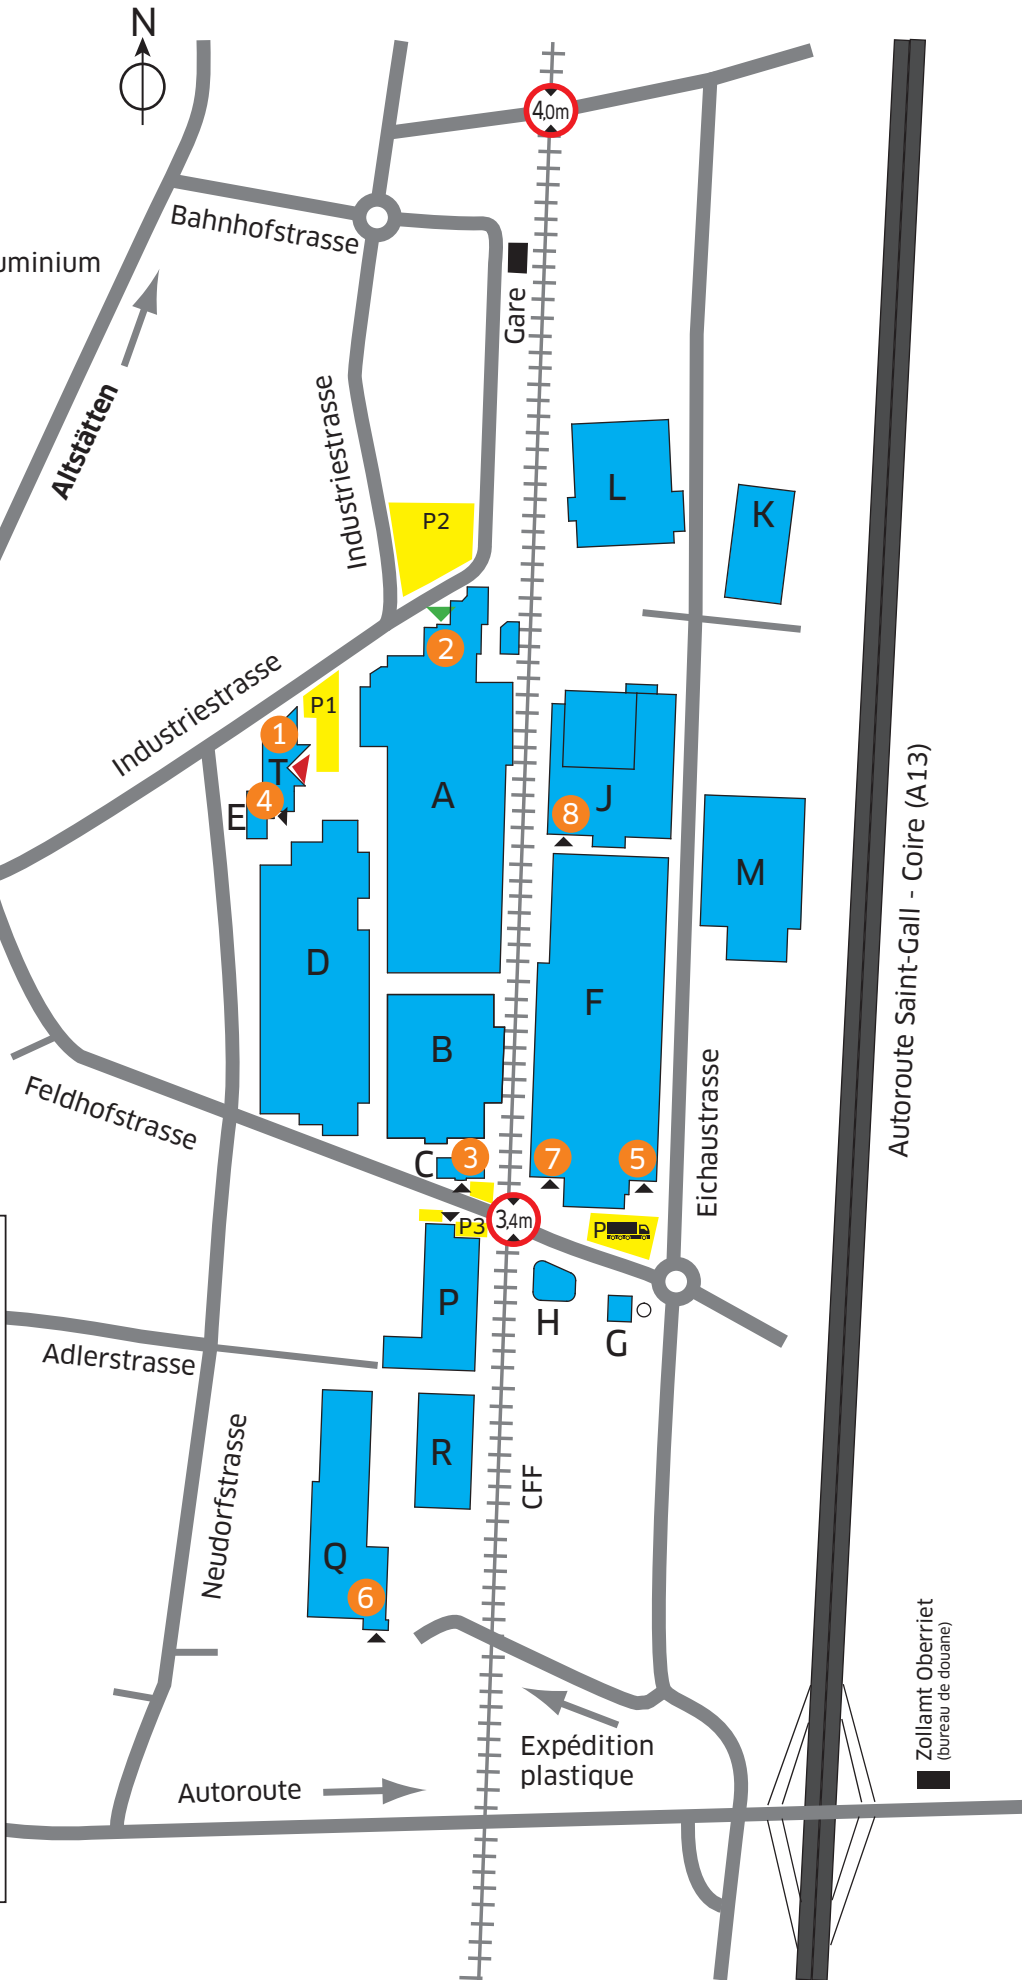 N
4,0m
Bahnhofstrasse
uminium
Gare
Altstätten
Industriestrasse
L
K
P2
2
Industriestrasse
P1
1
T
4
E
A
J
8
M
Autoroute Saint-Gall - Coire (A13)
D
F
B
Eichaustrasse
Feldhofstrasse
C
3
7
5
P3
3,4m
P
P
H
G
Adlerstrasse
R
CFF
Neudorfstrasse
Q
6
Zollamt Oberriet
(bureau de douane)
Expédition
plastique
Autoroute